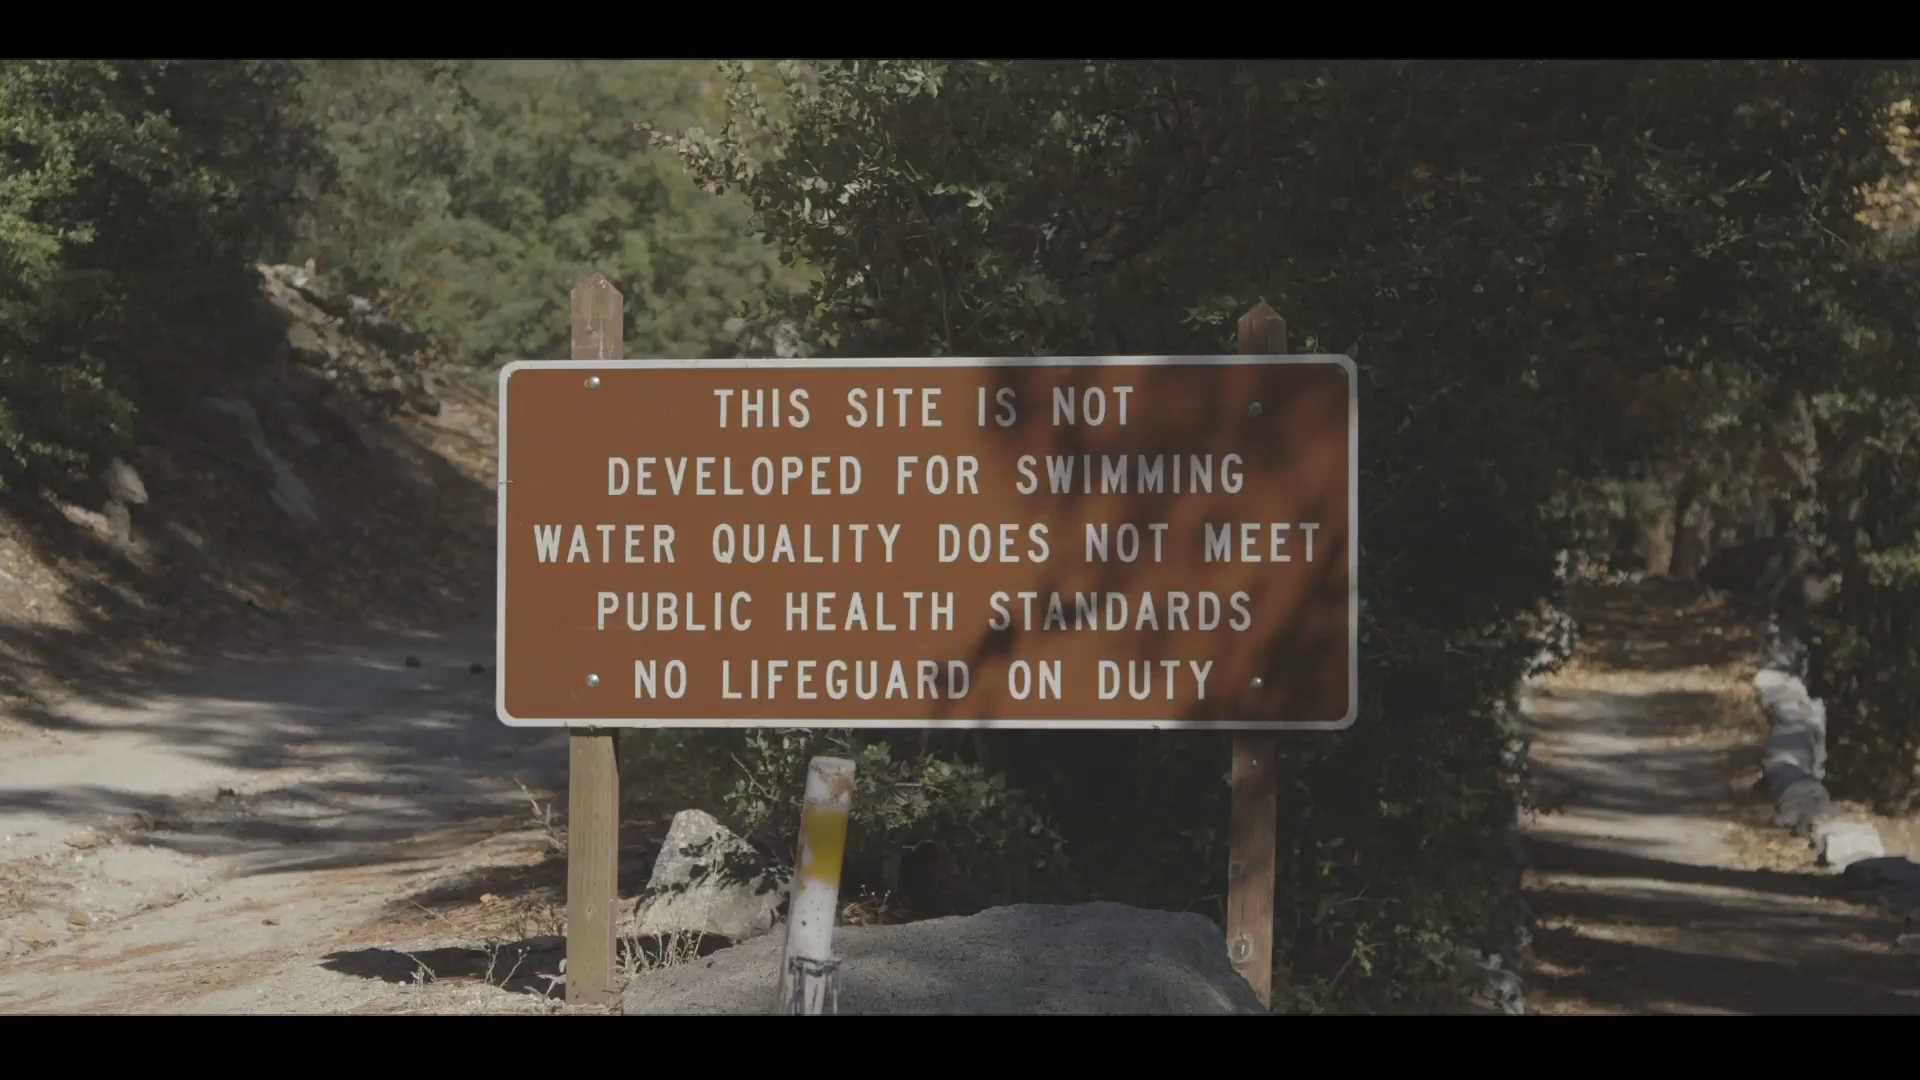 THIS SITE IS NOT
DEVELOPED FOR SWIMMING
WATER QUALITY DOES NOT MEET
PUBLIC HEALTH STANDARDS
NO LIFEGUARD ON DUTY